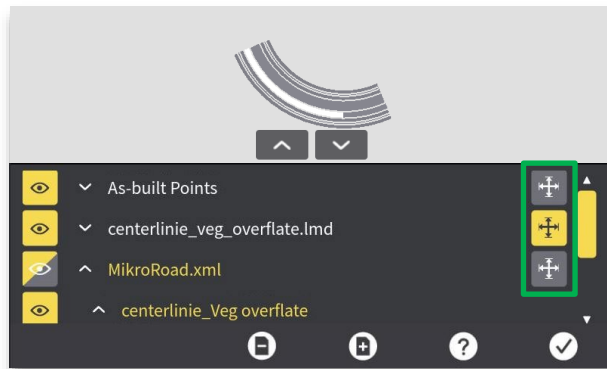 As-built Points
centerlinie_veg_overflate.lmd
MikroRoad.xml
centerlinie_Veg overflate
?